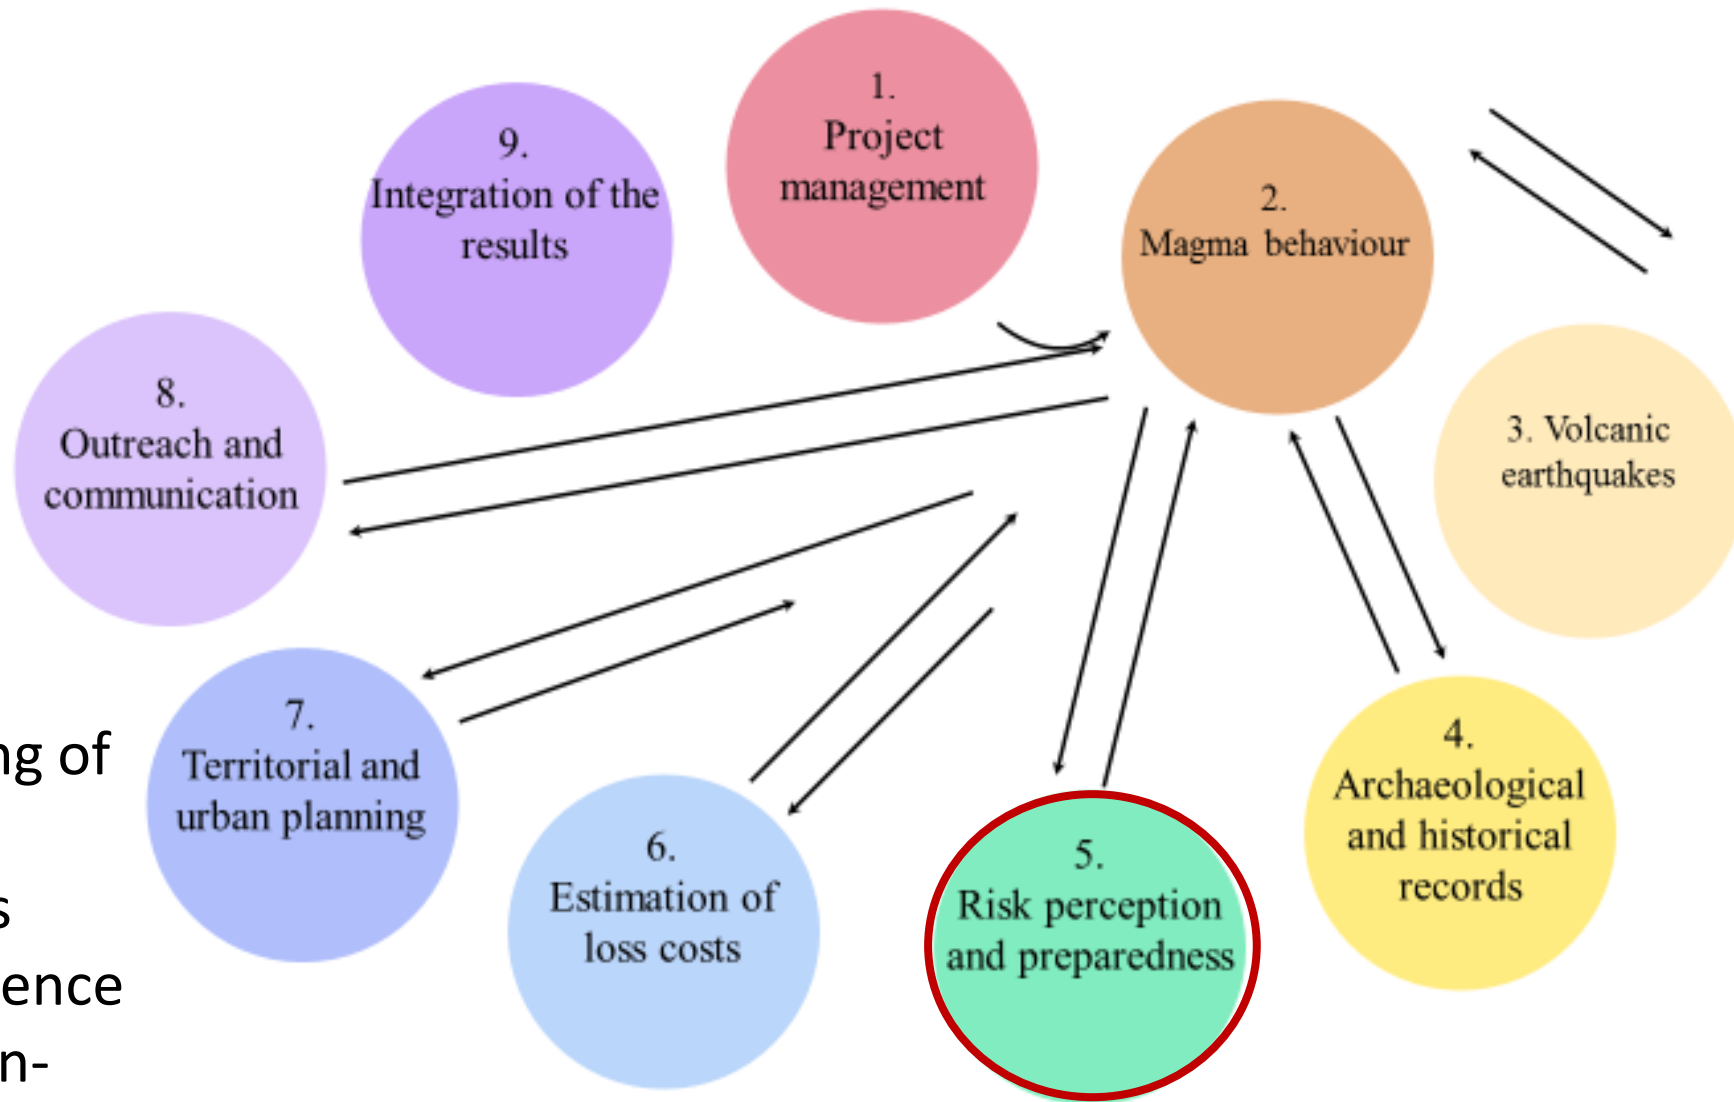 1.
Project
management
2.
Magma behaviour
3. Volcanic
earthquakes
4.
Archaeological
and historical
records
5.
Risk perception
and preparedness
6.
Estimation of
loss costs
7.
Territorial and
urban planning
8.
Outreach and
communication
9.
Integration of the
results
ng of
s
ence
n-